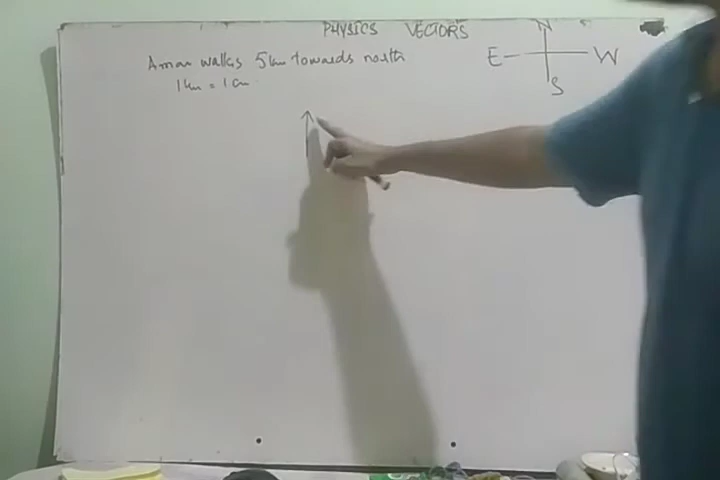 PHYSICS VECTORS
Aman walks 5km towards north
1km = 1cm
N
E W
S